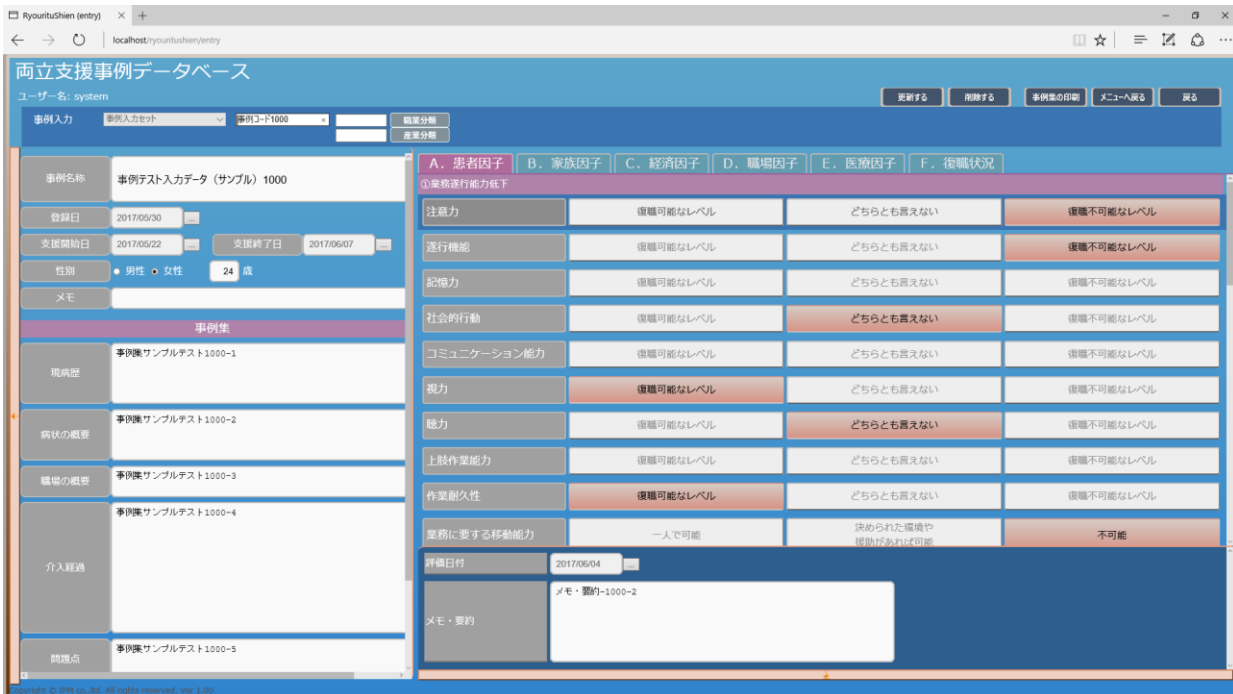 RyourituShien (entry)
localhost/ryouritushien/entry
両立支援事例データベース
ユーザー名: system
更新する 削除する 事例集の印刷 メニューへ戻る 戻る
事例入力 事例入力セット 事例コード1000 職業分類
産業分類
事例名称 事例テスト入力データ（サンプル）1000
登録日 2017/05/30 ...
支援開始日 2017/05/22 ... 支援終了日 2017/06/07 ...
性別 男性 女性 24 歳
メモ
事例集
現病歴 事例集サンプルテスト1000-1
病状の概要 事例集サンプルテスト1000-2
職場の概要 事例集サンプルテスト1000-3
介入経過 事例集サンプルテスト1000-4
問題点 事例集サンプルテスト1000-5
A．患者因子 B．家族因子 C．経済因子 D．職場因子 E．医療因子 F．復職状況
①業務遂行能力低下
注意力 復職可能なレベル どちらとも言えない 復職不可能なレベル
遂行機能 復職可能なレベル どちらとも言えない 復職不可能なレベル
記憶力 復職可能なレベル どちらとも言えない 復職不可能なレベル
社会的行動 復職可能なレベル どちらとも言えない 復職不可能なレベル
コミュニケーション能力 復職可能なレベル どちらとも言えない 復職不可能なレベル
視力 復職可能なレベル どちらとも言えない 復職不可能なレベル
聴力 復職可能なレベル どちらとも言えない 復職不可能なレベル
上肢作業能力 復職可能なレベル どちらとも言えない 復職不可能なレベル
作業耐久性 復職可能なレベル どちらとも言えない 復職不可能なレベル
業務に要する移動能力 一人で可能 決められた環境や 不可能
援助があれば可能
評価日付 2017/06/04 ...
メモ・要約 メモ・要約-1000-2
Copyright © JPM co.,ltd. All rights reserved. Ver 1.00